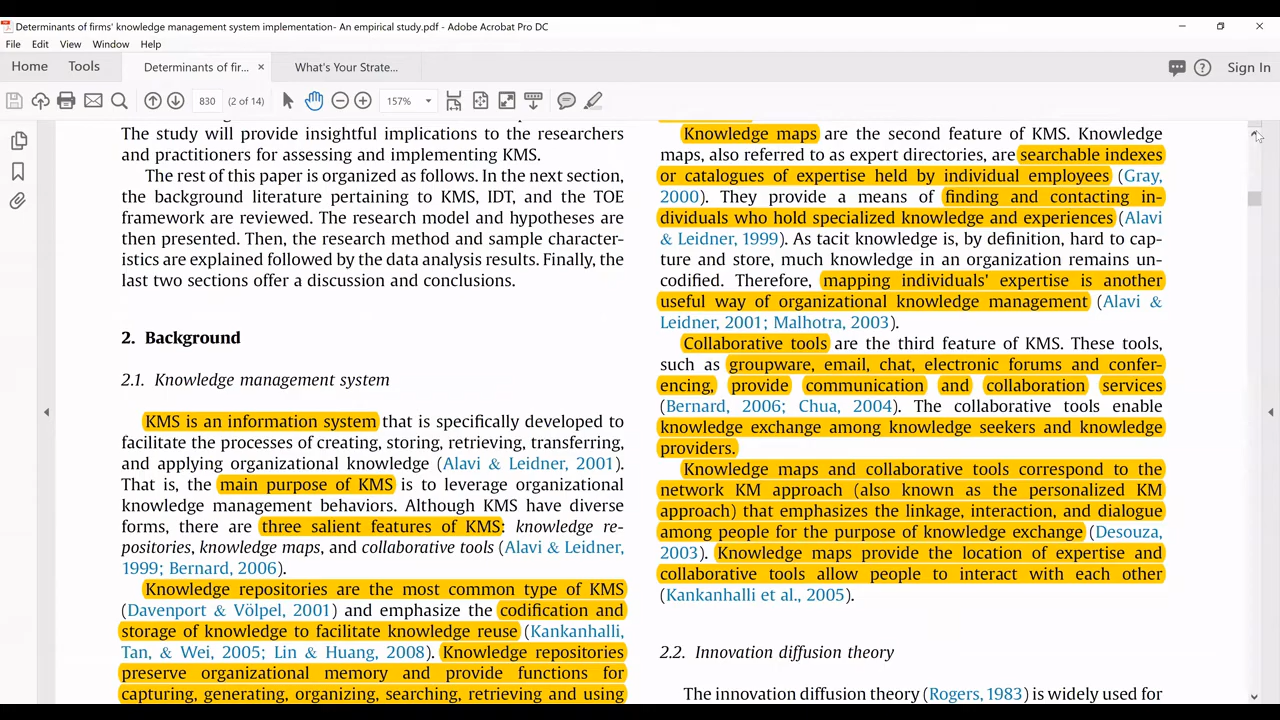 Determinants of firms' knowledge management system implementation- An empirical study.pdf - Adobe Acrobat Pro DC
File Edit View Window Help
Home Tools Determinants of fir... × What's Your Strate... Sign In
830 (2 of 14) 157%
The study will provide insightful implications to the researchers
and practitioners for assessing and implementing KMS.
The rest of this paper is organized as follows. In the next section,
the background literature pertaining to KMS, IDT, and the TOE
framework are reviewed. The research model and hypotheses are
then presented. Then, the research method and sample character-
istics are explained followed by the data analysis results. Finally, the
last two sections offer a discussion and conclusions.
2. Background
2.1. Knowledge management system
KMS is an information system that is specifically developed to
facilitate the processes of creating, storing, retrieving, transferring,
and applying organizational knowledge (Alavi & Leidner, 2001).
That is, the main purpose of KMS is to leverage organizational
knowledge management behaviors. Although KMS have diverse
forms, there are three salient features of KMS: knowledge re-
positories, knowledge maps, and collaborative tools (Alavi & Leidner,
1999; Bernard, 2006).
Knowledge repositories are the most common type of KMS
(Davenport & Völpel, 2001) and emphasize the codification and
storage of knowledge to facilitate knowledge reuse (Kankanhalli,
Tan, & Wei, 2005; Lin & Huang, 2008). Knowledge repositories
preserve organizational memory and provide functions for
capturing, generating, organizing, searching, retrieving and using
Knowledge maps are the second feature of KMS. Knowledge
maps, also referred to as expert directories, are searchable indexes
or catalogues of expertise held by individual employees (Gray,
2000). They provide a means of finding and contacting in-
dividuals who hold specialized knowledge and experiences (Alavi
& Leidner, 1999). As tacit knowledge is, by definition, hard to cap-
ture and store, much knowledge in an organization remains un-
codified. Therefore, mapping individuals' expertise is another
useful way of organizational knowledge management (Alavi &
Leidner, 2001; Malhotra, 2003).
Collaborative tools are the third feature of KMS. These tools,
such as groupware, email, chat, electronic forums and confer-
encing, provide communication and collaboration services
(Bernard, 2006; Chua, 2004). The collaborative tools enable
knowledge exchange among knowledge seekers and knowledge
providers.
Knowledge maps and collaborative tools correspond to the
network KM approach (also known as the personalized KM
approach) that emphasizes the linkage, interaction, and dialogue
among people for the purpose of knowledge exchange (Desouza,
2003). Knowledge maps provide the location of expertise and
collaborative tools allow people to interact with each other
(Kankanhalli et al., 2005).
2.2. Innovation diffusion theory
The innovation diffusion theory (Rogers, 1983) is widely used for